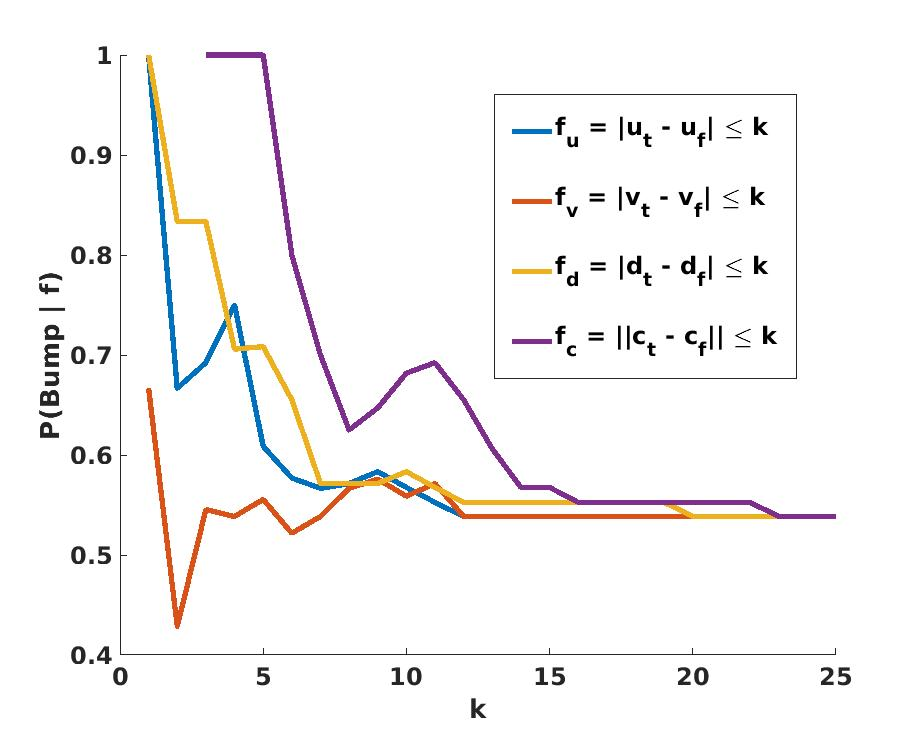 1
0.9
0.8
0.7
0.6
0.5
0.4
0 5 10 15 20 25
k
P(Bump | f)
f_u = |u_t - u_f| ≤ k
f_v = |v_t - v_f| ≤ k
f_d = |d_t - d_f| ≤ k
f_c = ||c_t - c_f|| ≤ k